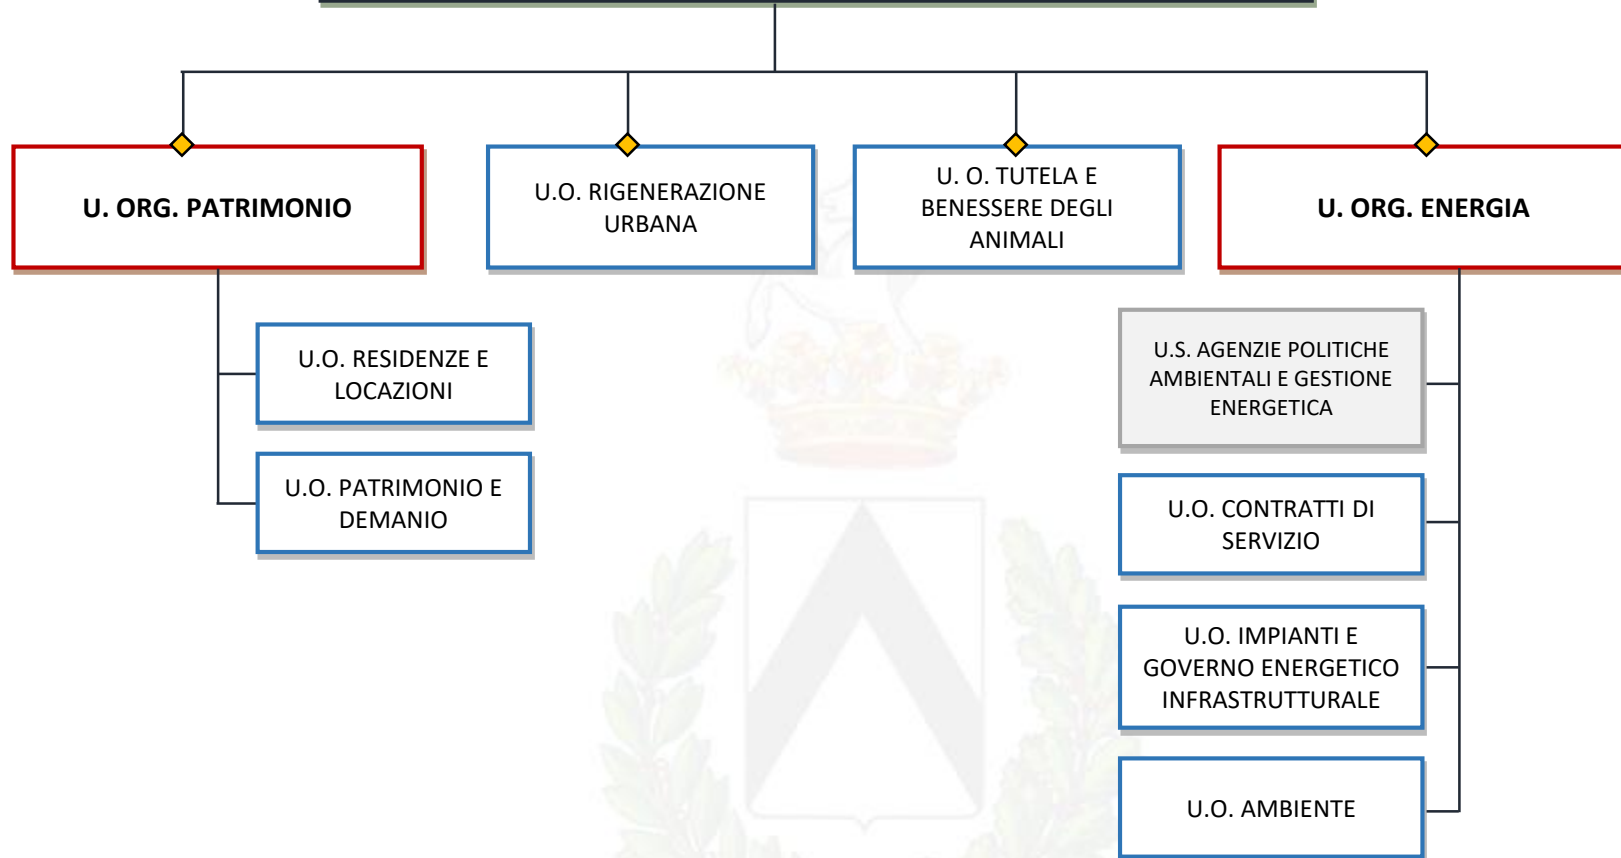 U. ORG. PATRIMONIO
U.O. RIGENERAZIONE
URBANA
U. O. TUTELA E
BENESSERE DEGLI
ANIMALI
U. ORG. ENERGIA
U.O. RESIDENZE E
LOCAZIONI
U.O. PATRIMONIO E
DEMANIO
U.S. AGENZIE POLITICHE
AMBIENTALI E GESTIONE
ENERGETICA
U.O. CONTRATTI DI
SERVIZIO
U.O. IMPIANTI E
GOVERNO ENERGETICO
INFRASTRUTTURALE
U.O. AMBIENTE